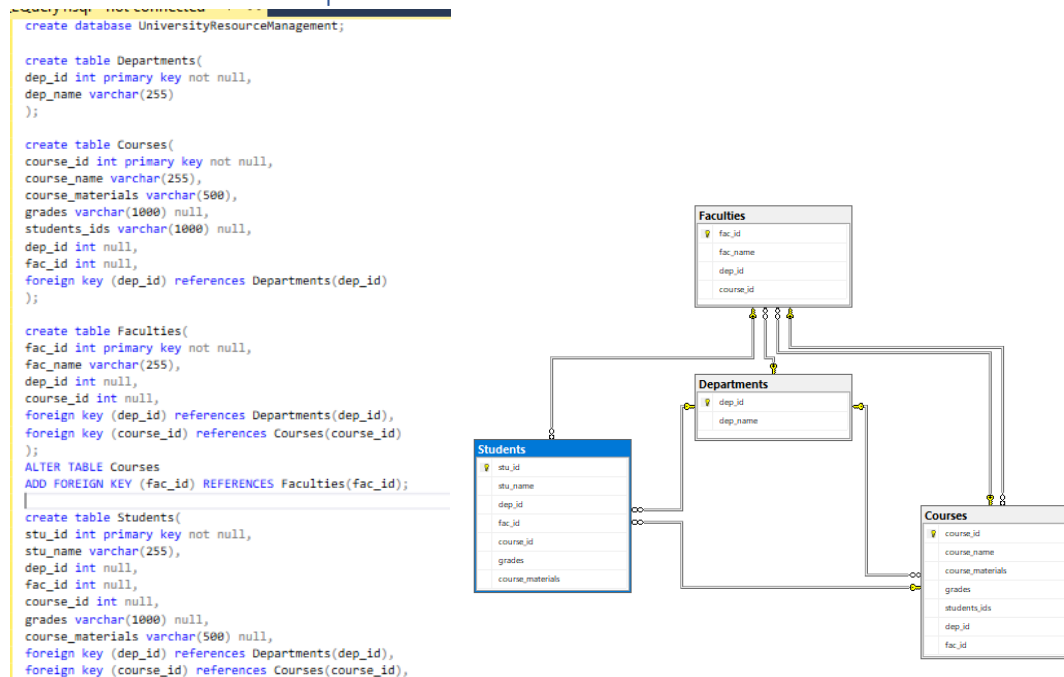 create database UniversityResourceManagement;
create table Departments(
dep_id int primary key not null,
dep_name varchar(255)
);
create table Courses(
course_id int primary key not null,
course_name varchar(255),
course_materials varchar(500),
grades varchar(1000) null,
students_ids varchar(1000) null,
dep_id int null,
fac_id int null,
foreign key (dep_id) references Departments(dep_id)
);
create table Faculties(
fac_id int primary key not null,
fac_name varchar(255),
dep_id int null,
course_id int null,
foreign key (dep_id) references Departments(dep_id),
foreign key (course_id) references Courses(course_id)
);
ALTER TABLE Courses
ADD FOREIGN KEY (fac_id) REFERENCES Faculties(fac_id);
create table Students(
stu_id int primary key not null,
stu_name varchar(255),
dep_id int null,
fac_id int null,
course_id int null,
grades varchar(1000) null,
course_materials varchar(500) null,
foreign key (dep_id) references Departments(dep_id),
foreign key (course_id) references Courses(course_id),
Faculties
fac_id
fac_name
dep_id
course_id
Departments
dep_id
dep_name
Students
stu_id
stu_name
dep_id
fac_id
course_id
grades
course_materials
Courses
course_id
course_name
course_materials
grades
students_ids
dep_id
fac_id